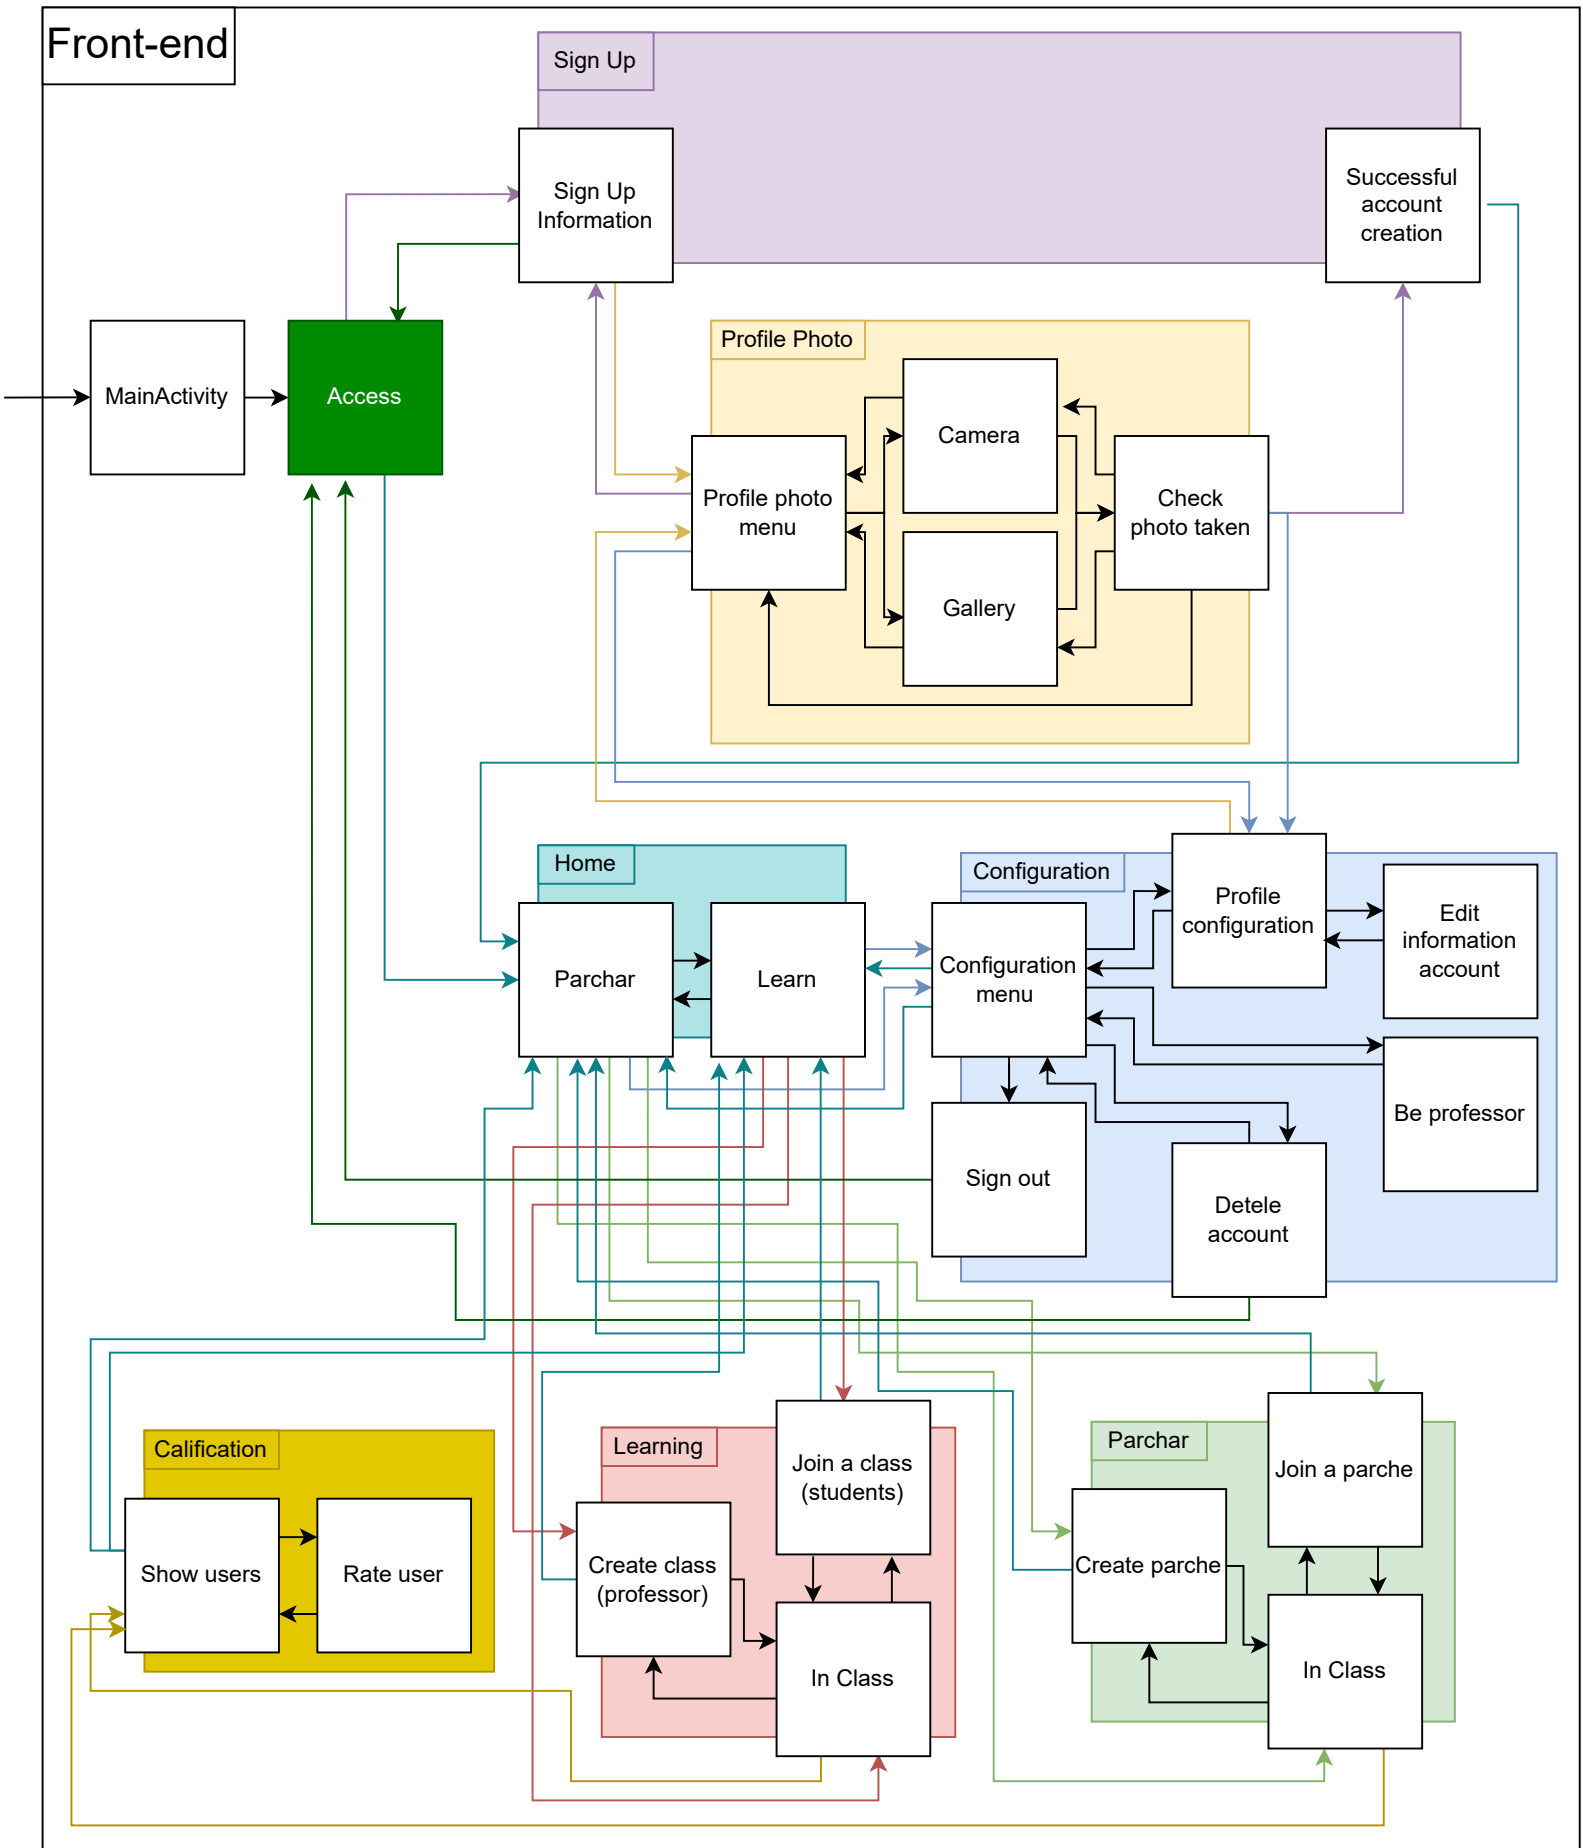 Front-end
Sign Up
Sign Up
Information
Successful
account
creation
MainActivity
Access
Profile Photo
Camera
Profile photo
menu
Check
photo taken
Gallery
Home
Configuration
Profile
configuration
Edit
information
account
Parchar
Learn
Configuration
menu
Be professor
Sign out
Detele
account
Calification
Show users
Rate user
Learning
Join a class
(students)
Create class
(professor)
In Class
Parchar
Join a parche
Create parche
In Class